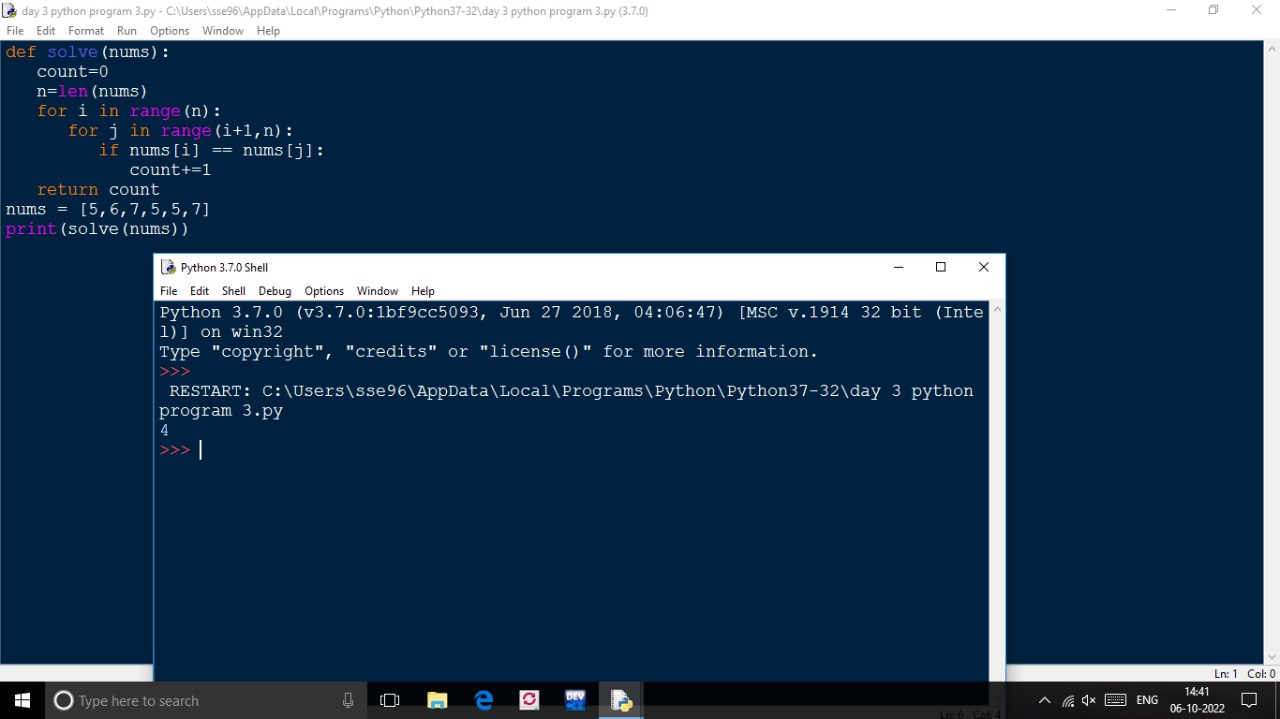 day 3 python program 3.py - C:\Users\sse96\AppData\Local\Programs\Python\Python37-32\day 3 python program 3.py (3.7.0)
File Edit Format Run Options Window Help
def solve(nums):
   count=0
   n=len(nums)
   for i in range(n):
      for j in range(i+1,n):
         if nums[i] == nums[j]:
            count+=1
   return count
nums = [5,6,7,5,5,7]
print(solve(nums))
Python 3.7.0 Shell
File Edit Shell Debug Options Window Help
Python 3.7.0 (v3.7.0:1bf9cc5093, Jun 27 2018, 04:06:47) [MSC v.1914 32 bit (Inte
l)] on win32
Type "copyright", "credits" or "license()" for more information.
>>>
 RESTART: C:\Users\sse96\AppData\Local\Programs\Python\Python37-32\day 3 python
program 3.py
4
>>>
Ln: 1 Col: 0
Ln: 6 Col: 4
Type here to search
DEV
ENG
14:41
06-10-2022